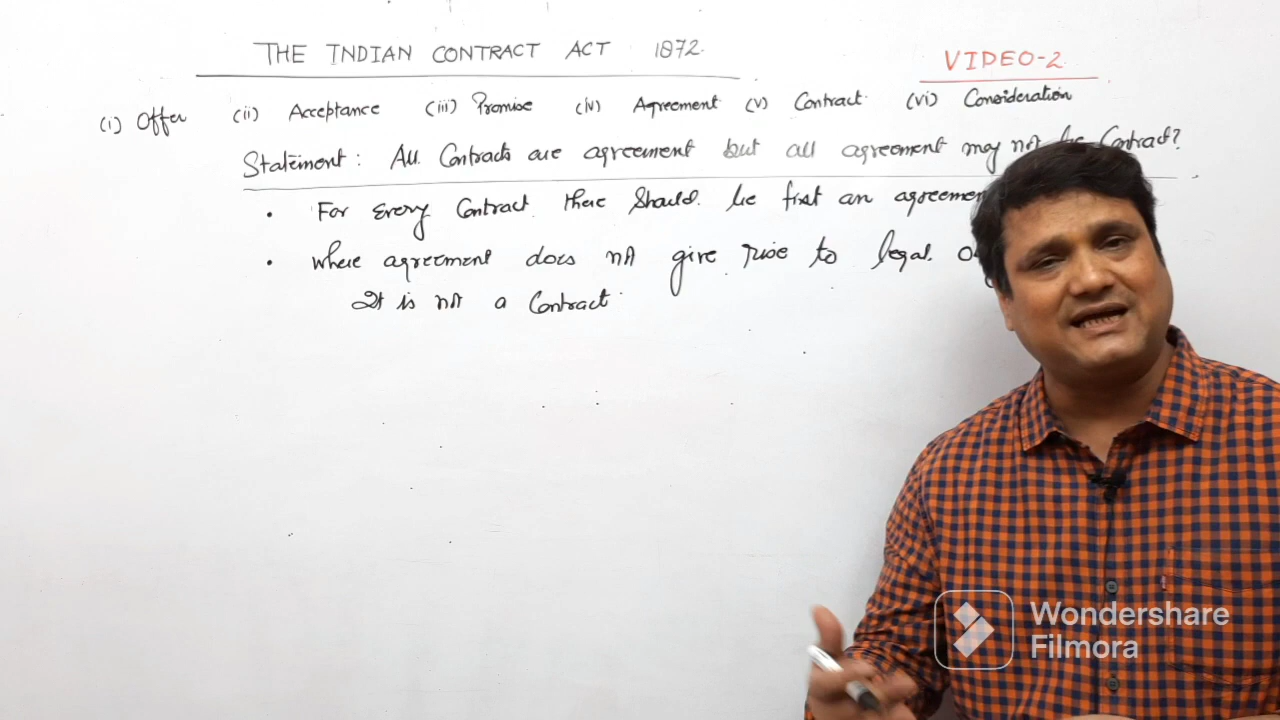 THE INDIAN CONTRACT ACT 1872.
VIDEO-2
(i) Offer (ii) Acceptance (iii) Promise (iv) Agreement (v) Contract (vi) Consideration
Statement : All Contracts are agreement but all agreement may not be Contract?
• For Every Contract there should be first an
• where agreement does not give rise to legal
It is not a Contract
Wondershare
Filmora